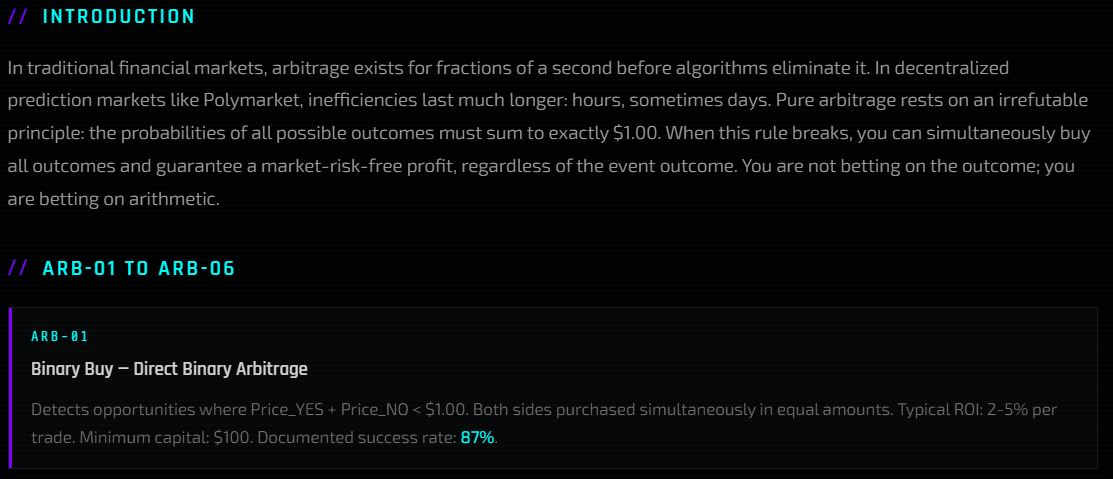 // INTRODUCTION
In traditional financial markets, arbitrage exists for fractions of a second before algorithms eliminate it. In decentralized
prediction markets like Polymarket, inefficiencies last much longer: hours, sometimes days. Pure arbitrage rests on an irrefutable
principle: the probabilities of all possible outcomes must sum to exactly $1.00. When this rule breaks, you can simultaneously buy
all outcomes and guarantee a market-risk-free profit, regardless of the event outcome. You are not betting on the outcome; you
are betting on arithmetic.
// ARB-01 TO ARB-06
ARB-01
Binary Buy — Direct Binary Arbitrage
Detects opportunities where Price_YES + Price_NO < $1.00. Both sides purchased simultaneously in equal amounts. Typical ROI: 2-5% per
trade. Minimum capital: $100. Documented success rate: 87%.